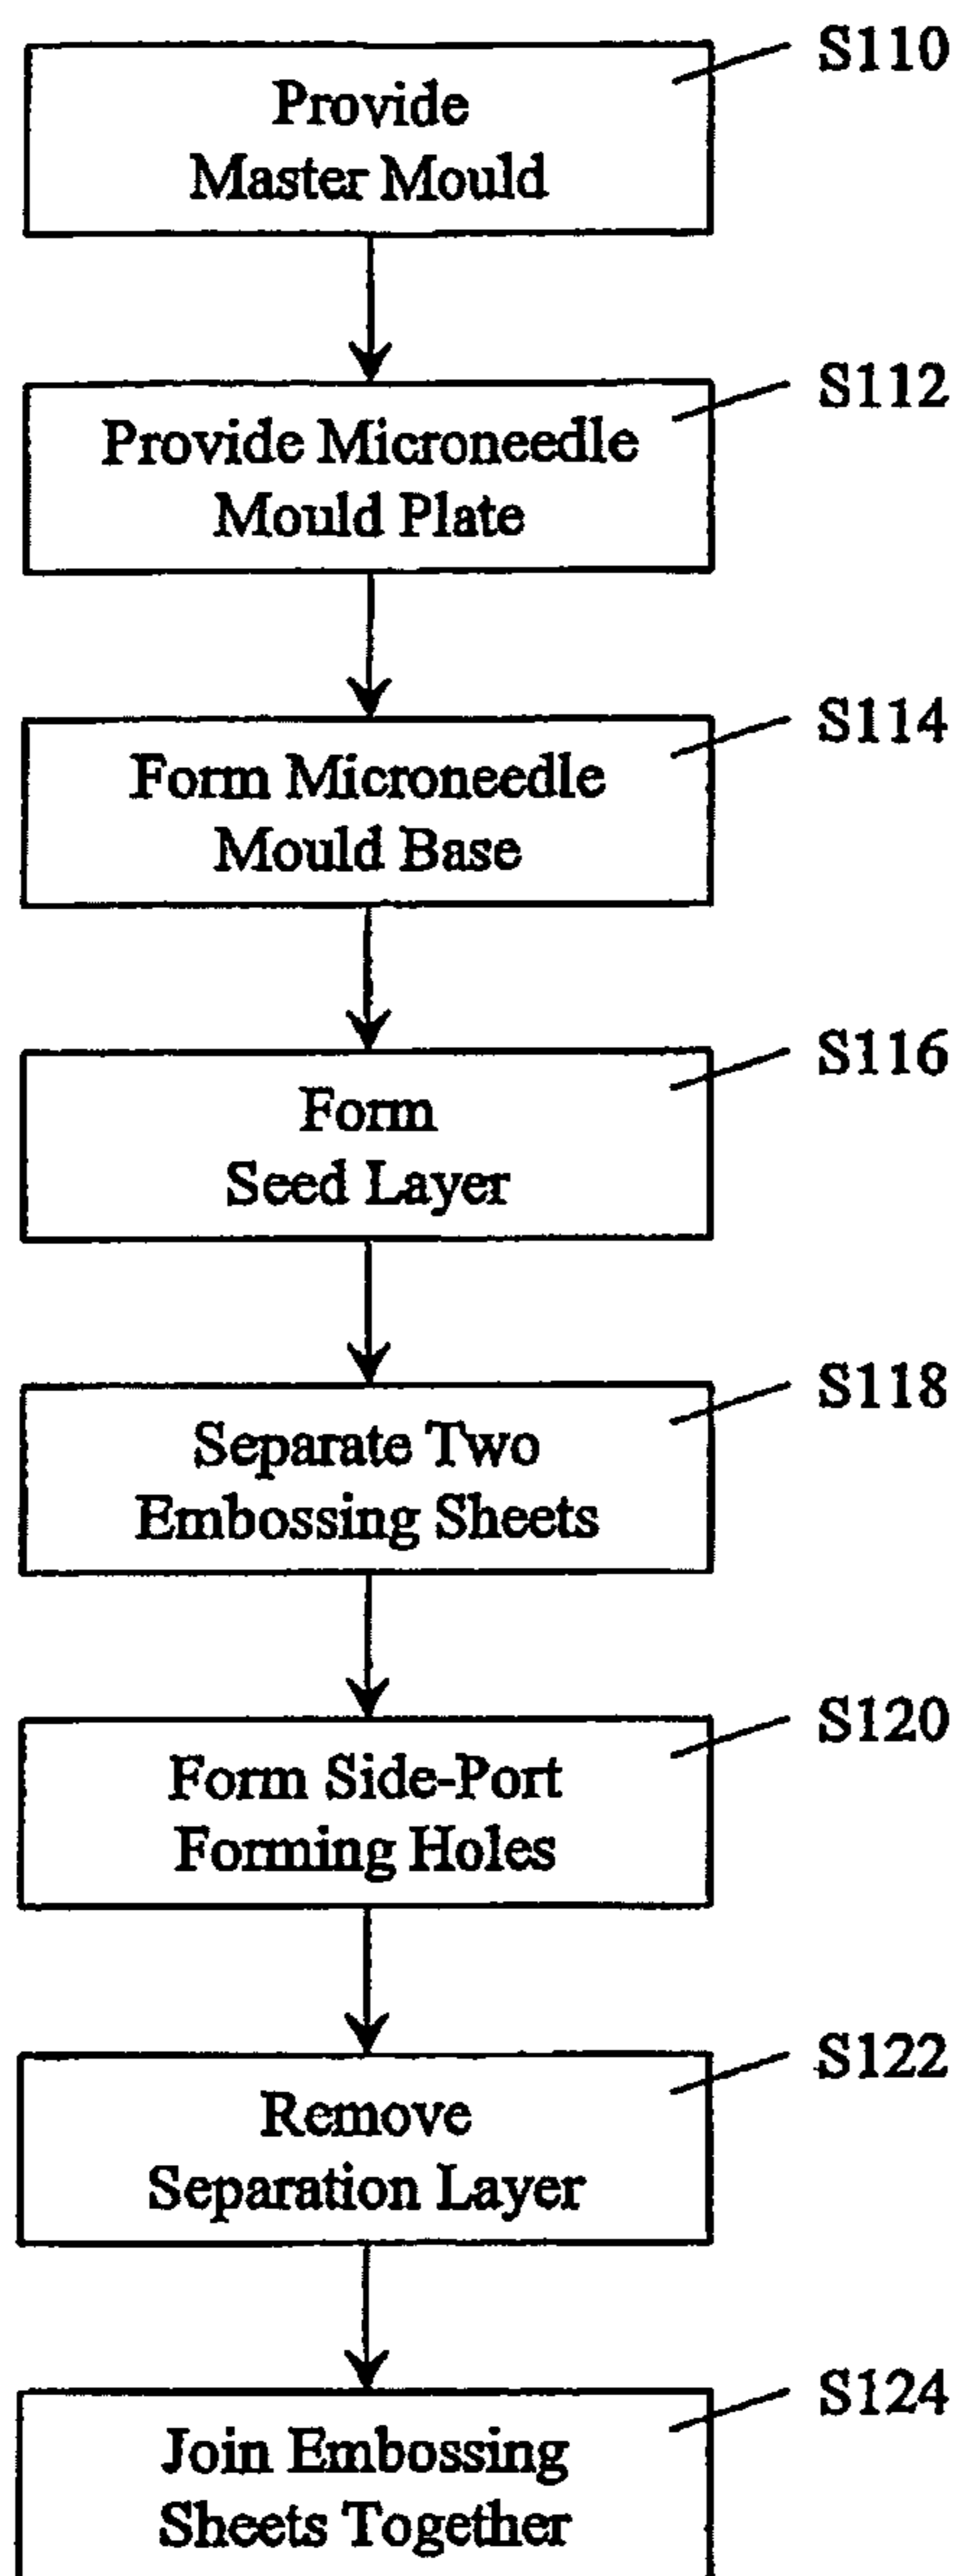 S110
Provide
Master Mould
S112
Provide Microneedle
Mould Plate
S114
Form Microneedle
Mould Base
S116
Form
Seed Layer
S118
Separate Two
Embossing Sheets
S120
Form Side-Port
Forming Holes
S122
Remove
Separation Layer
S124
Join Embossing
Sheets Together